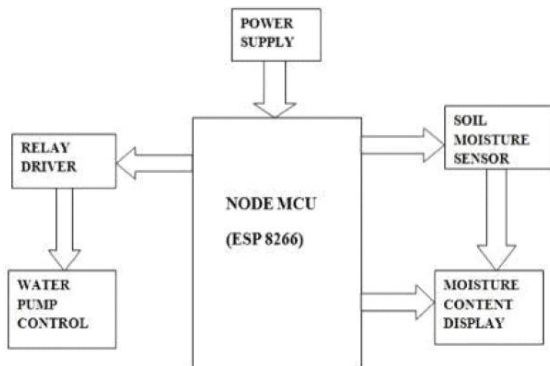 POWER
SUPPLY
RELAY
DRIVER
NODE MCU
(ESP 8266)
SOIL
MOISTURE
SENSOR
WATER
PUMP
CONTROL
MOISTURE
CONTENT
DISPLAY